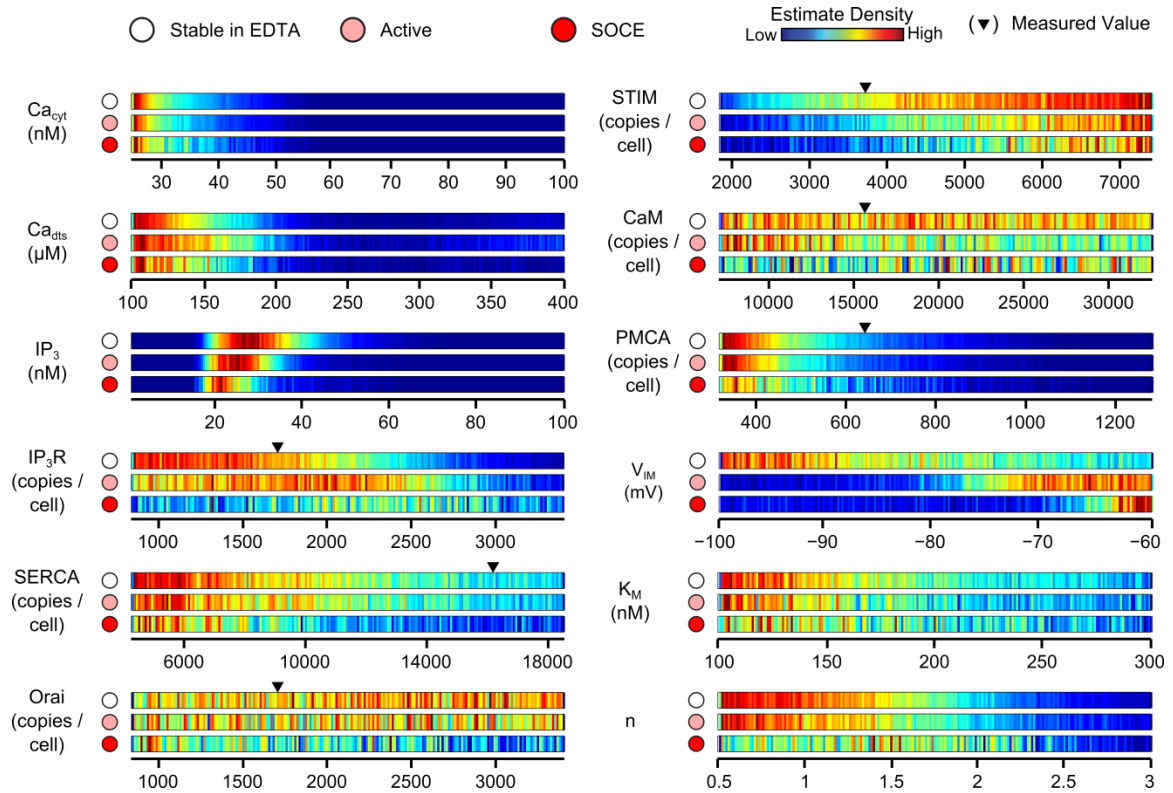 Stable in EDTA
Active
SOCE
Estimate Density
Low
High
(▼) Measured Value
Ca_cyt
(nM)
30 40 50 60 70 80 90 100
Ca_dts
(µM)
100 150 200 250 300 350 400
IP₃
(nM)
20 40 60 80 100
IP₃R
(copies /
cell)
1000 1500 2000 2500 3000
SERCA
(copies /
cell)
6000 10000 14000 18000
Orai
(copies /
cell)
1000 1500 2000 2500 3000
STIM
(copies /
cell)
2000 3000 4000 5000 6000 7000
CaM
(copies /
cell)
10000 15000 20000 25000 30000
PMCA
(copies /
cell)
400 600 800 1000 1200
V_IM
(mV)
−100 −90 −80 −70 −60
K_M
(nM)
100 150 200 250 300
n
0.5 1 1.5 2 2.5 3